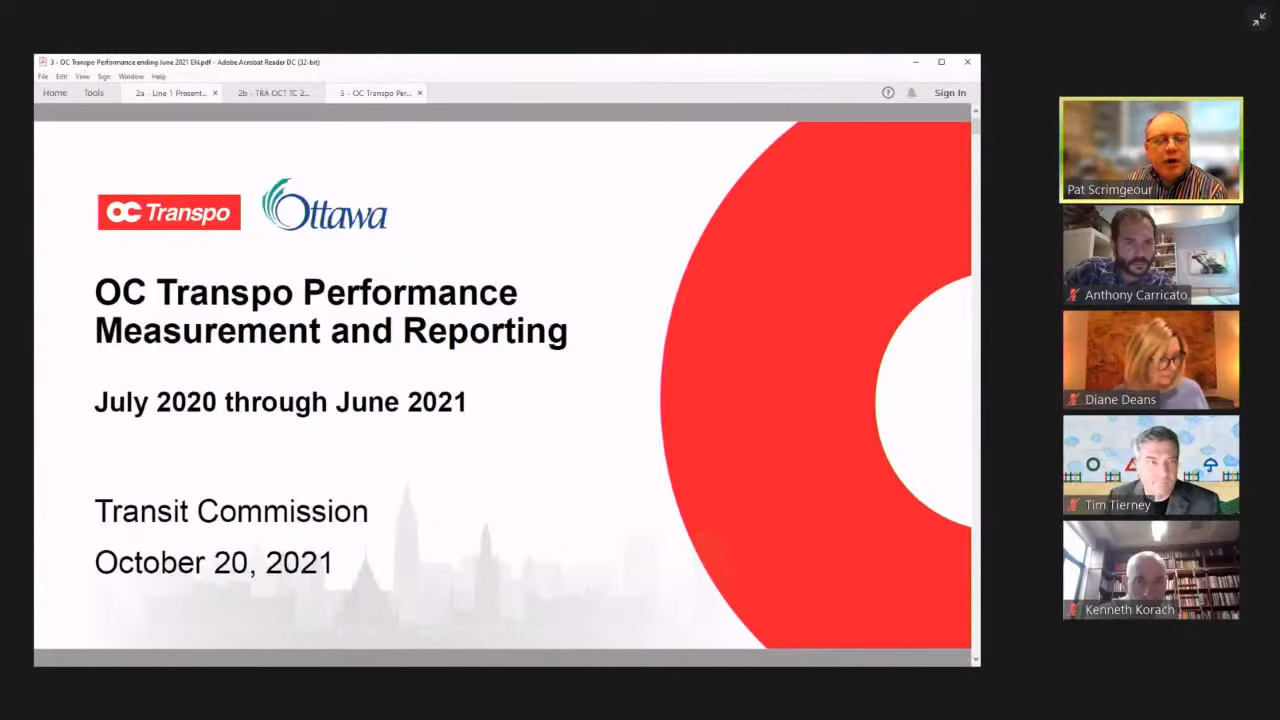 3 - OC Transpo Performance ending June 2021 EN.pdf - Adobe Acrobat Reader DC (32-bit)
File Edit View Sign Window Help
Home Tools 2a - Line 1 Present... 2b - TRA OCT TC 2... 3 - OC Transpo Per... Sign In
OC Transpo Ottawa
OC Transpo Performance
Measurement and Reporting
July 2020 through June 2021
Transit Commission
October 20, 2021
Pat Scrimgeour
Anthony Carricato
Diane Deans
Tim Tierney
Kenneth Korach